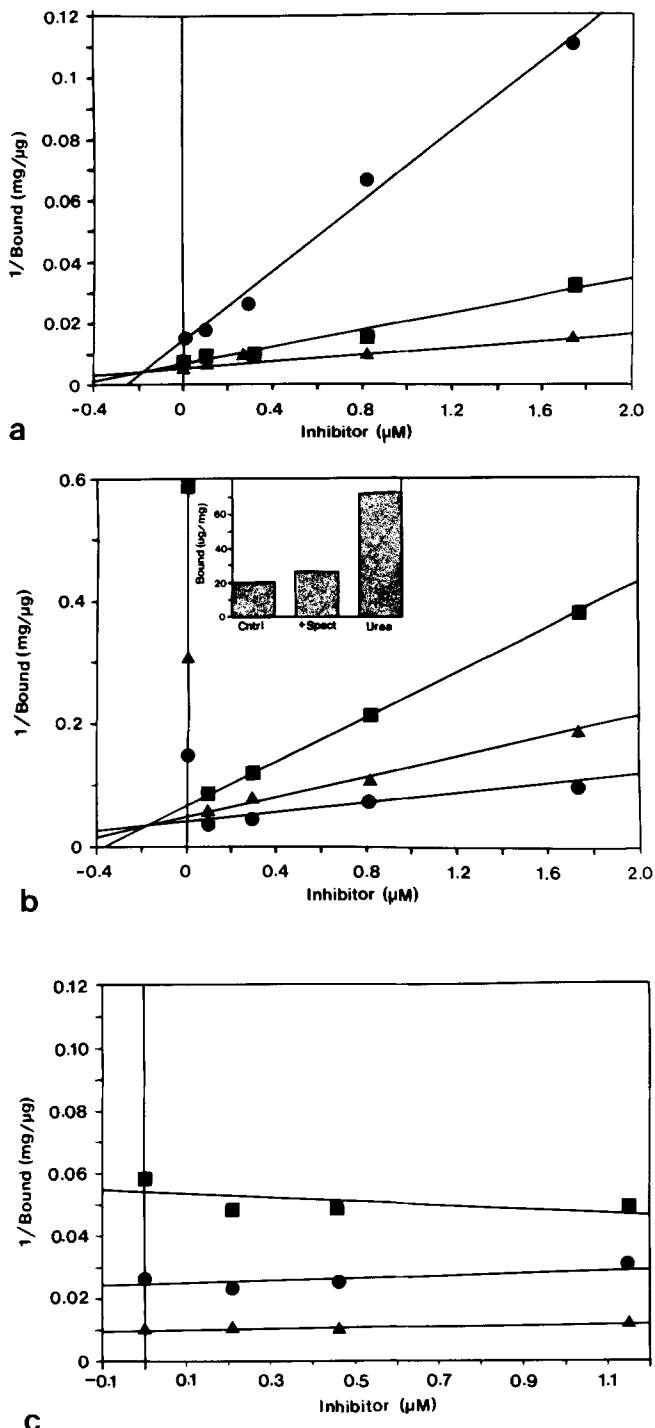 0.12
0.1
0.08
0.06
0.04
0.02
0
1/Bound (mg/μg)
-0.4 0 0.4 0.8 1.2 1.6 2.0
Inhibitor (μM)
a
0.6
0.4
0.2
0
1/Bound (mg/μg)
60
40
20
0
Bound (ug/mg)
Cntrl +Spect Urea
-0.4 0 0.4 0.8 1.2 1.6 2.0
Inhibitor (μM)
b
0.12
0.10
0.08
0.06
0.04
0.02
0
1/Bound (mg/μg)
-0.1 0.1 0.3 0.5 0.7 0.9 1.1
Inhibitor (μM)
c